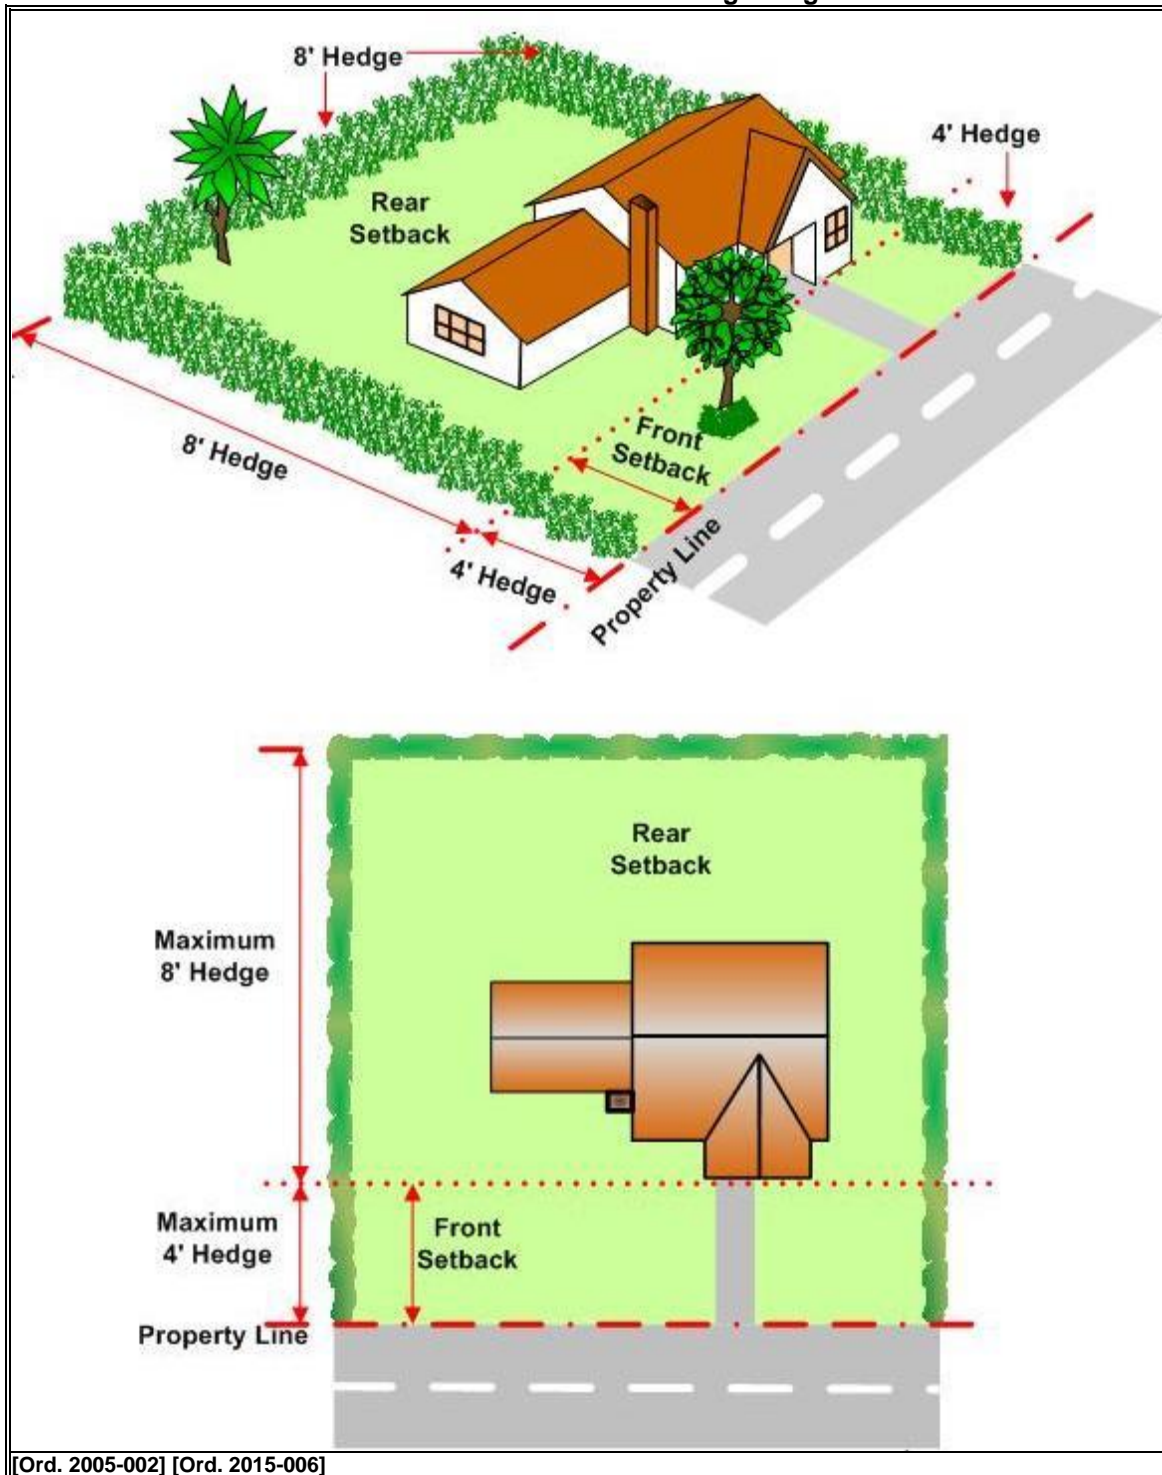 8' Hedge
4' Hedge
Rear
Setback
Front
Setback
8' Hedge
4' Hedge
Property Line
Rear
Setback
Maximum
8' Hedge
Maximum
4' Hedge
Front
Setback
Property Line
[Ord. 2005-002] [Ord. 2015-006]